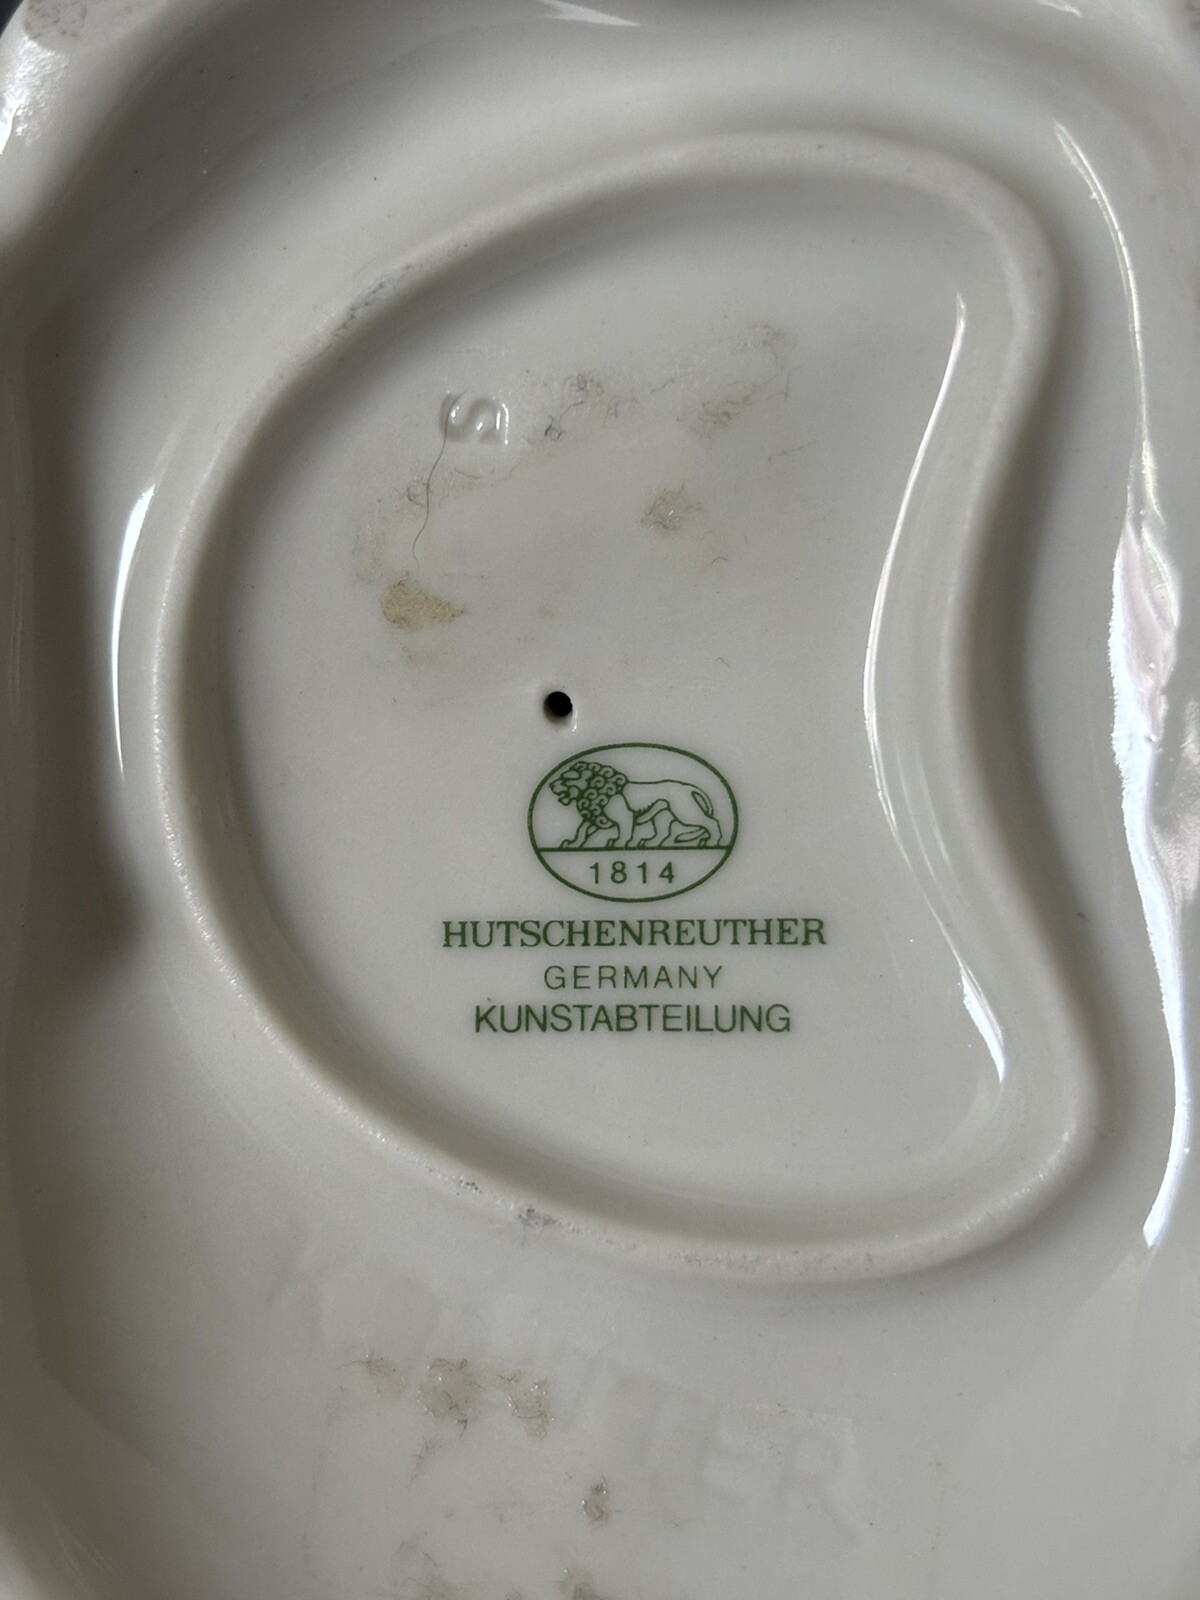 S
1814
HUTSCHENREUTHER
GERMANY
KUNSTABTEILUNG